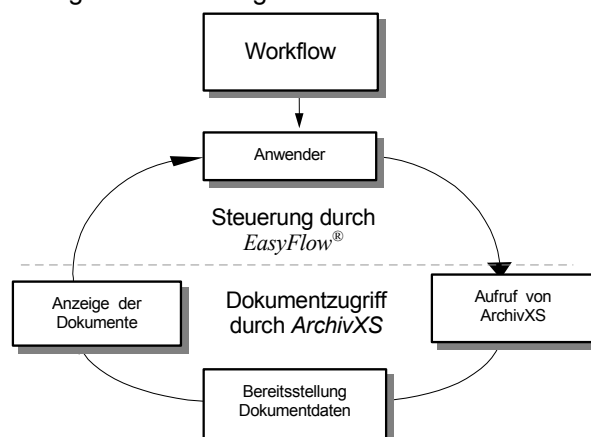 Workflow
Anwender
Steuerung durch
EasyFlow®
Anzeige der
Dokumente
Dokumentzugriff
durch ArchivXS
Aufruf von
ArchivXS
Bereitsstellung
Dokumentdaten